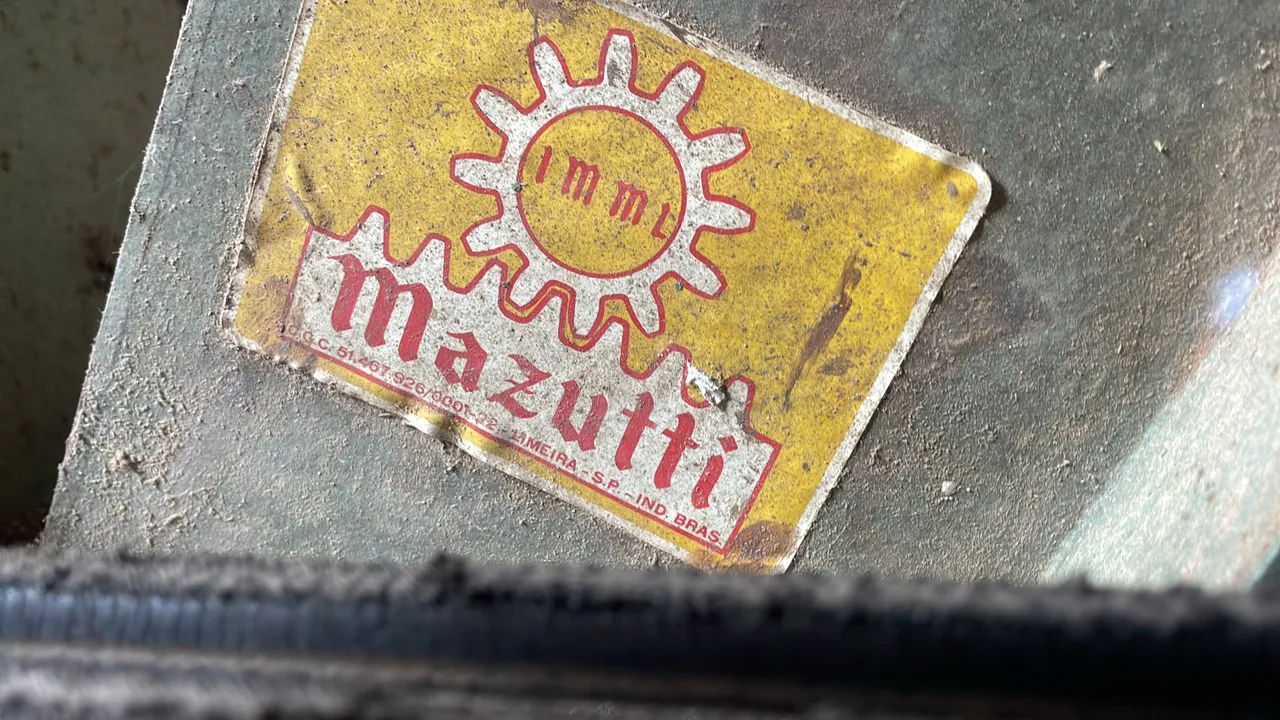 IMML
Mazutti
C.G.C. 51.467.926/0001-22 - LIMEIRA - S.P. - IND. BRAS.